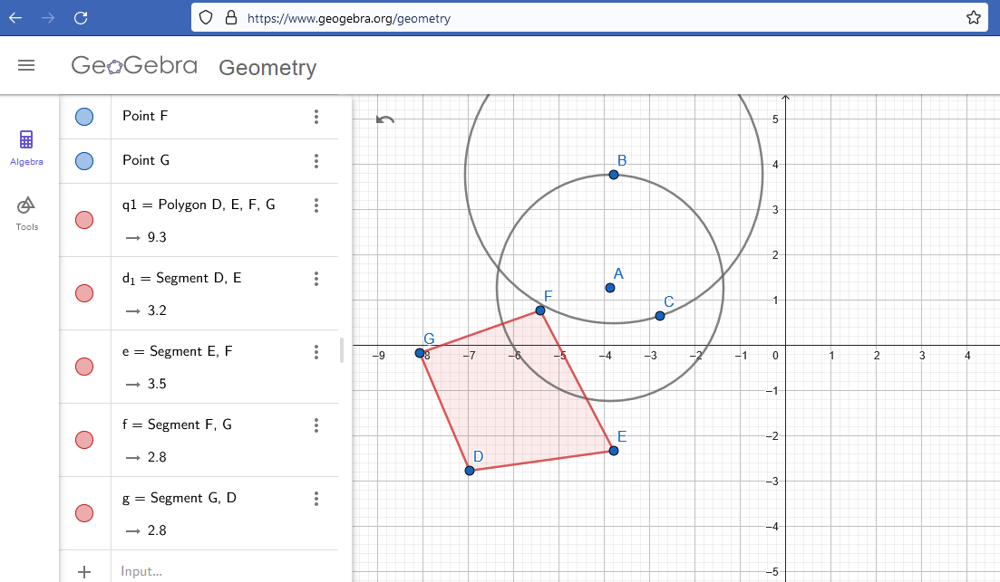 https://www.geogebra.org/geometry
GeoGebra Geometry
Algebra
Tools
Point F
Point G
q1 = Polygon D, E, F, G
→ 9.3
d₁ = Segment D, E
→ 3.2
e = Segment E, F
→ 3.5
f = Segment F, G
→ 2.8
g = Segment G, D
→ 2.8
Input...
5
B
4
3
2
A
1
C
F
G
–9 –8 –7 –6 –5 –4 –3 –2 –1 0 1 2 3 4
–1
E
–2
D
–3
–4
–5